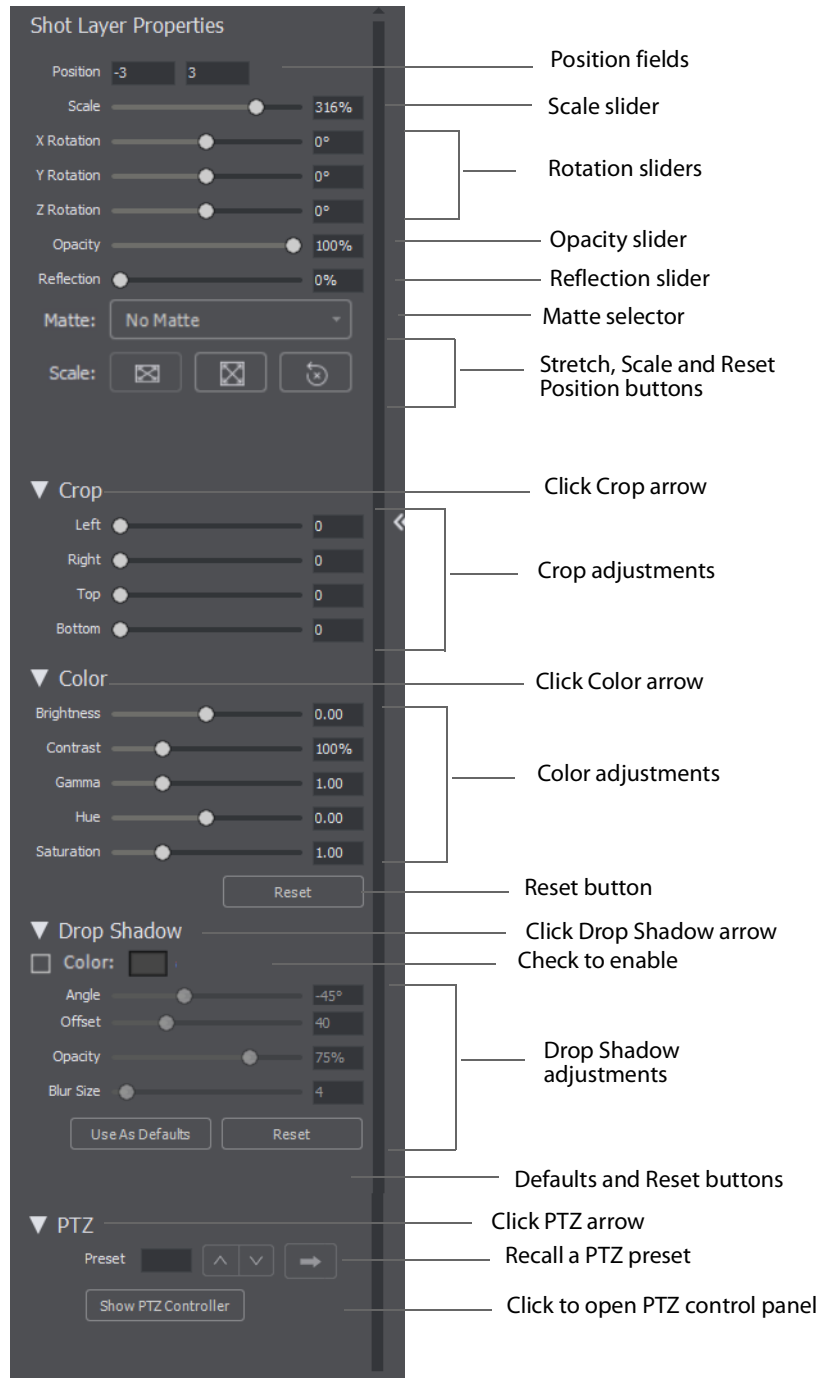 Shot Layer Properties
Position -3 3 Position fields
Scale 316% Scale slider
X Rotation 0°
Y Rotation 0° Rotation sliders
Z Rotation 0°
Opacity 100% Opacity slider
Reflection 0% Reflection slider
Matte: No Matte Matte selector
Scale: Stretch, Scale and Reset
Position buttons
Crop Click Crop arrow
Left 0
Right 0 Crop adjustments
Top 0
Bottom 0
Color Click Color arrow
Brightness 0.00
Contrast 100%
Gamma 1.00 Color adjustments
Hue 0.00
Saturation 1.00
Reset Reset button
Drop Shadow Click Drop Shadow arrow
Color: Check to enable
Angle -45°
Offset 40
Opacity 75% Drop Shadow
adjustments
Blur Size 4
Use As Defaults Reset
Defaults and Reset buttons
PTZ Click PTZ arrow
Preset Recall a PTZ preset
Show PTZ Controller Click to open PTZ control panel